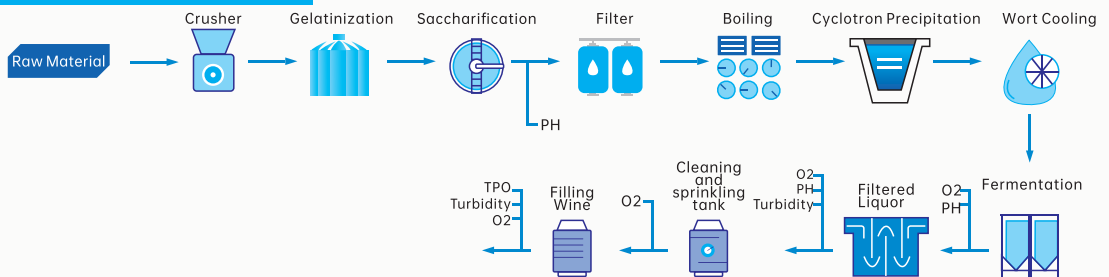 Crusher
Gelatinization
Saccharification
Filter
Boiling
Cyclotron Precipitation
Wort Cooling
Raw Material
PH
Fermentation
O2
PH
Filtered
Liquor
O2
PH
Turbidity
Cleaning
and
sprinkling
tank
O2
Filling
Wine
TPO
Turbidity
O2